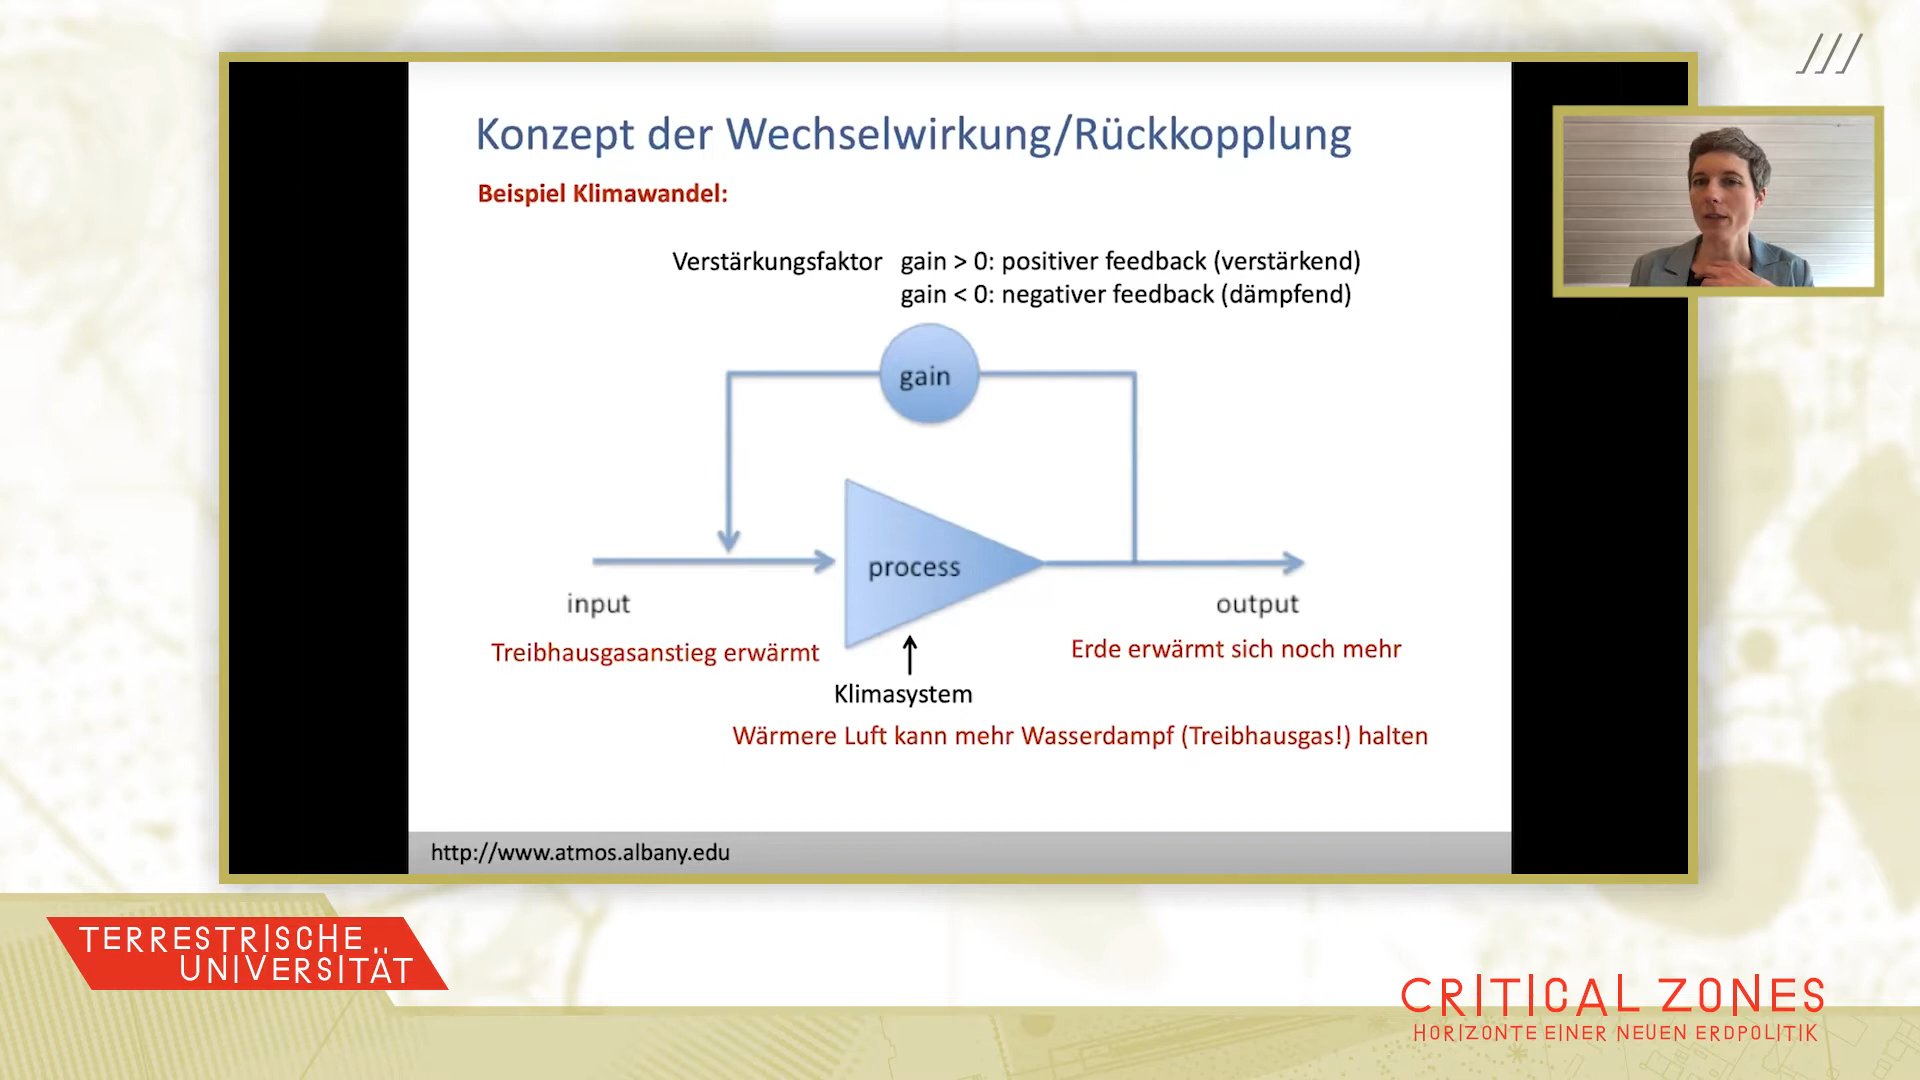 Konzept der Wechselwirkung/Rückkopplung
Beispiel Klimawandel:
Verstärkungsfaktor gain > 0: positiver feedback (verstärkend)
gain < 0: negativer feedback (dämpfend)
gain
process
input
output
Treibhausgasanstieg erwärmt
Erde erwärmt sich noch mehr
Klimasystem
Wärmere Luft kann mehr Wasserdampf (Treibhausgas!) halten
http://www.atmos.albany.edu
TERRESTRISCHE
UNIVERSITÄT
CRITICAL ZONES
HORIZONTE EINER NEUEN ERDPOLITIK